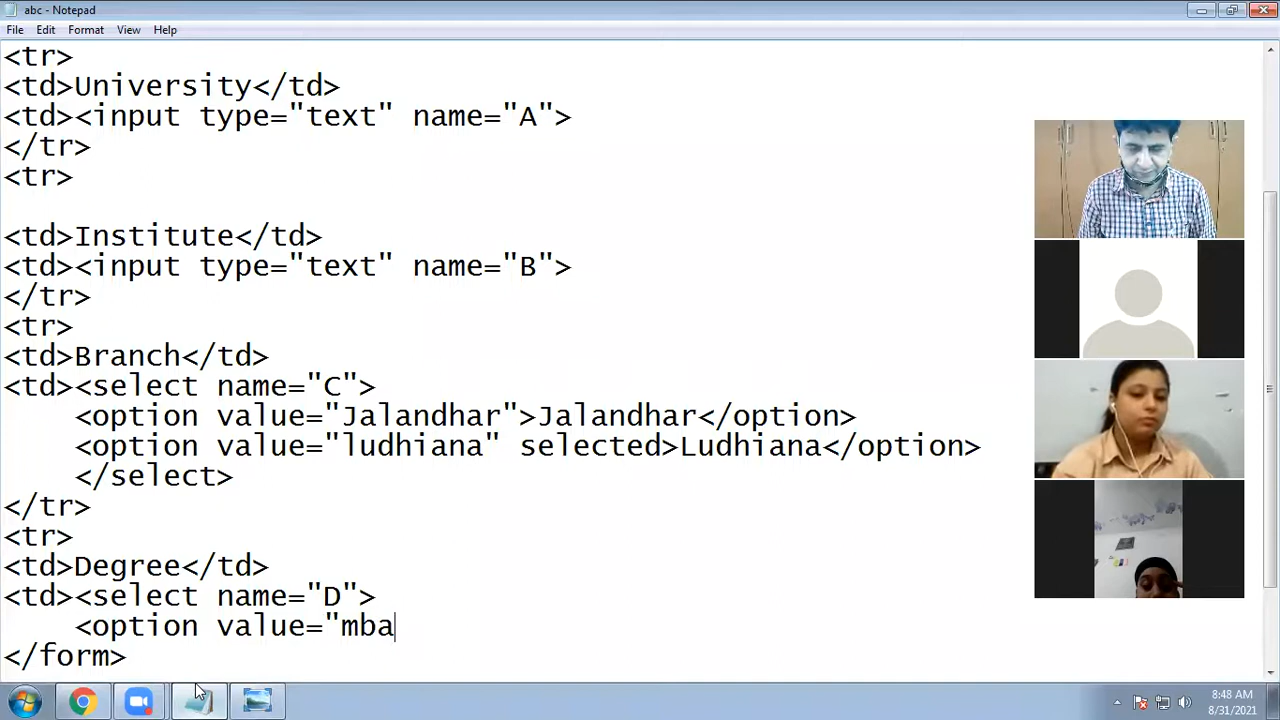 abc - Notepad
File Edit Format View Help
<tr>
<td>University</td>
<td><input type="text" name="A">
</tr>
<tr>
<td>Institute</td>
<td><input type="text" name="B">
</tr>
<tr>
<td>Branch</td>
<td><select name="C">
<option value="Jalandhar">Jalandhar</option>
<option value="ludhiana" selected>Ludhiana</option>
</select>
</tr>
<tr>
<td>Degree</td>
<td><select name="D">
<option value="mba
</form>
8:48 AM
8/31/2021